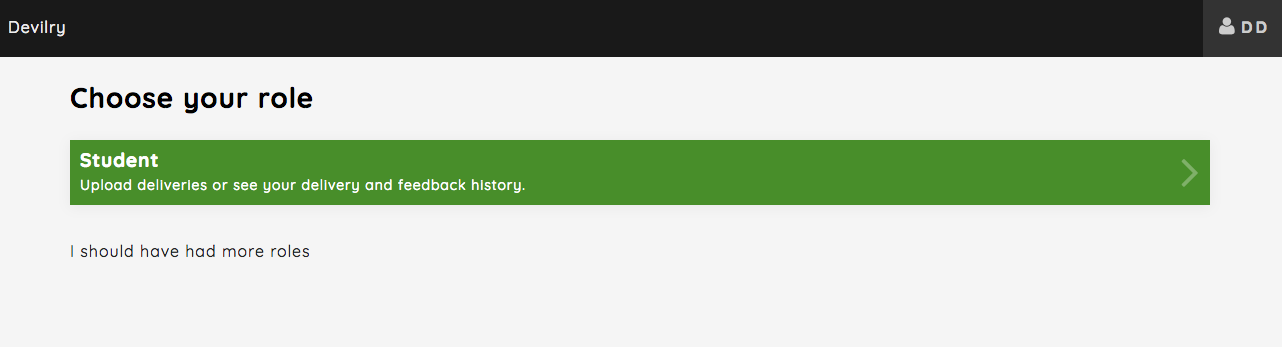 Devilry
DD
Choose your role
Student
Upload deliveries or see your delivery and feedback history.
I should have had more roles